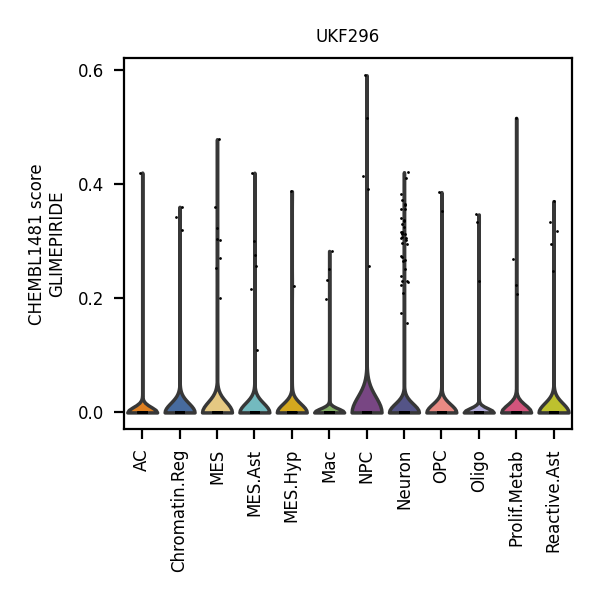 UKF296
CHEMBL1481 score
GLIMEPIRIDE
0.6
0.4
0.2
0.0
AC
Chromatin.Reg
MES
MES.Ast
MES.Hyp
Mac
NPC
Neuron
OPC
Oligo
Prolif.Metab
Reactive.Ast